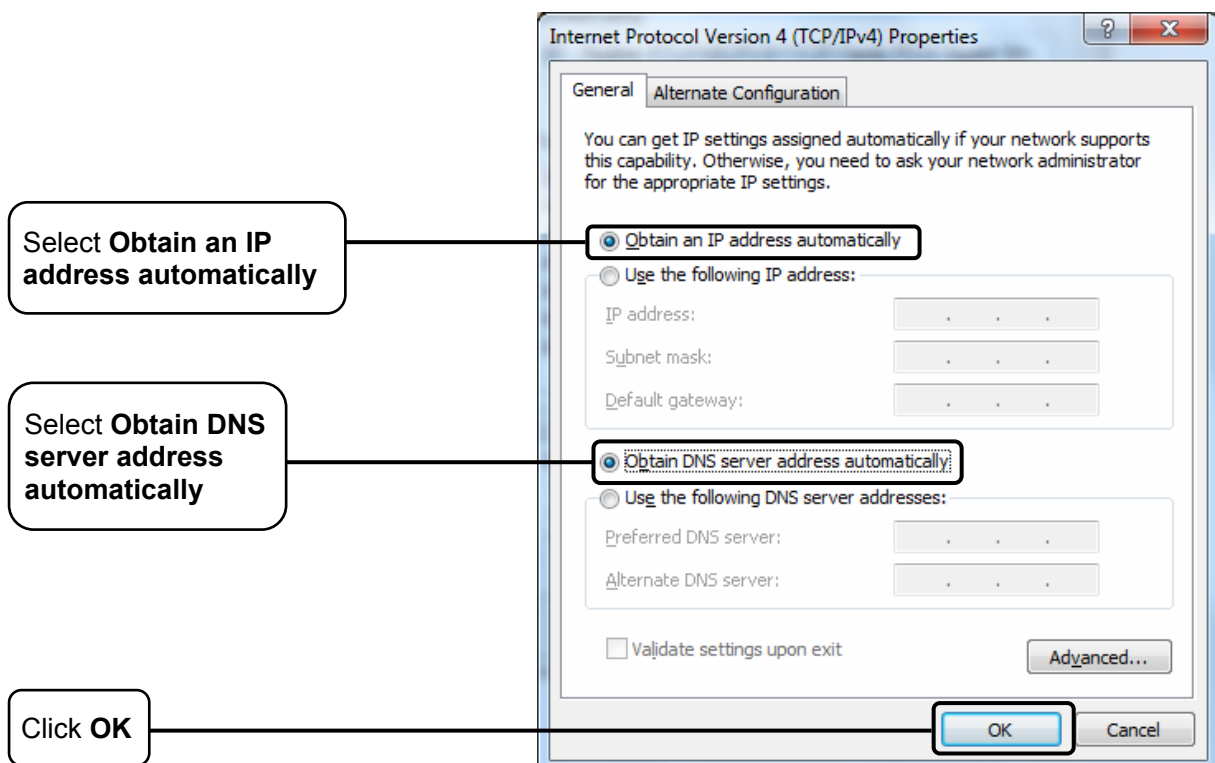 Internet Protocol Version 4 (TCP/IPv4) Properties
General
Alternate Configuration
You can get IP settings assigned automatically if your network supports
this capability. Otherwise, you need to ask your network administrator
for the appropriate IP settings.
Select Obtain an IP
address automatically
Obtain an IP address automatically
Use the following IP address:
IP address:
Subnet mask:
Default gateway:
Select Obtain DNS
server address
automatically
Obtain DNS server address automatically
Use the following DNS server addresses:
Preferred DNS server:
Alternate DNS server:
Validate settings upon exit
Advanced...
Click OK
OK
Cancel